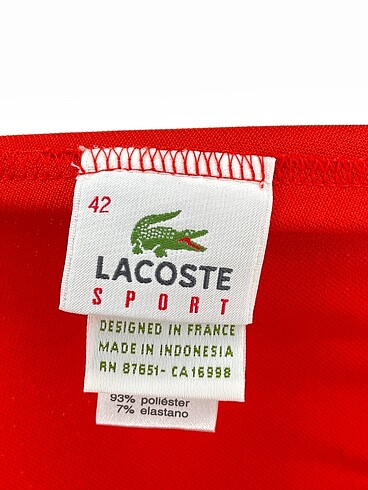 42
LACOSTE
SPORT
DESIGNED IN FRANCE
MADE IN INDONESIA
RN 87651- CA16998
93% poliéster
7% elastano